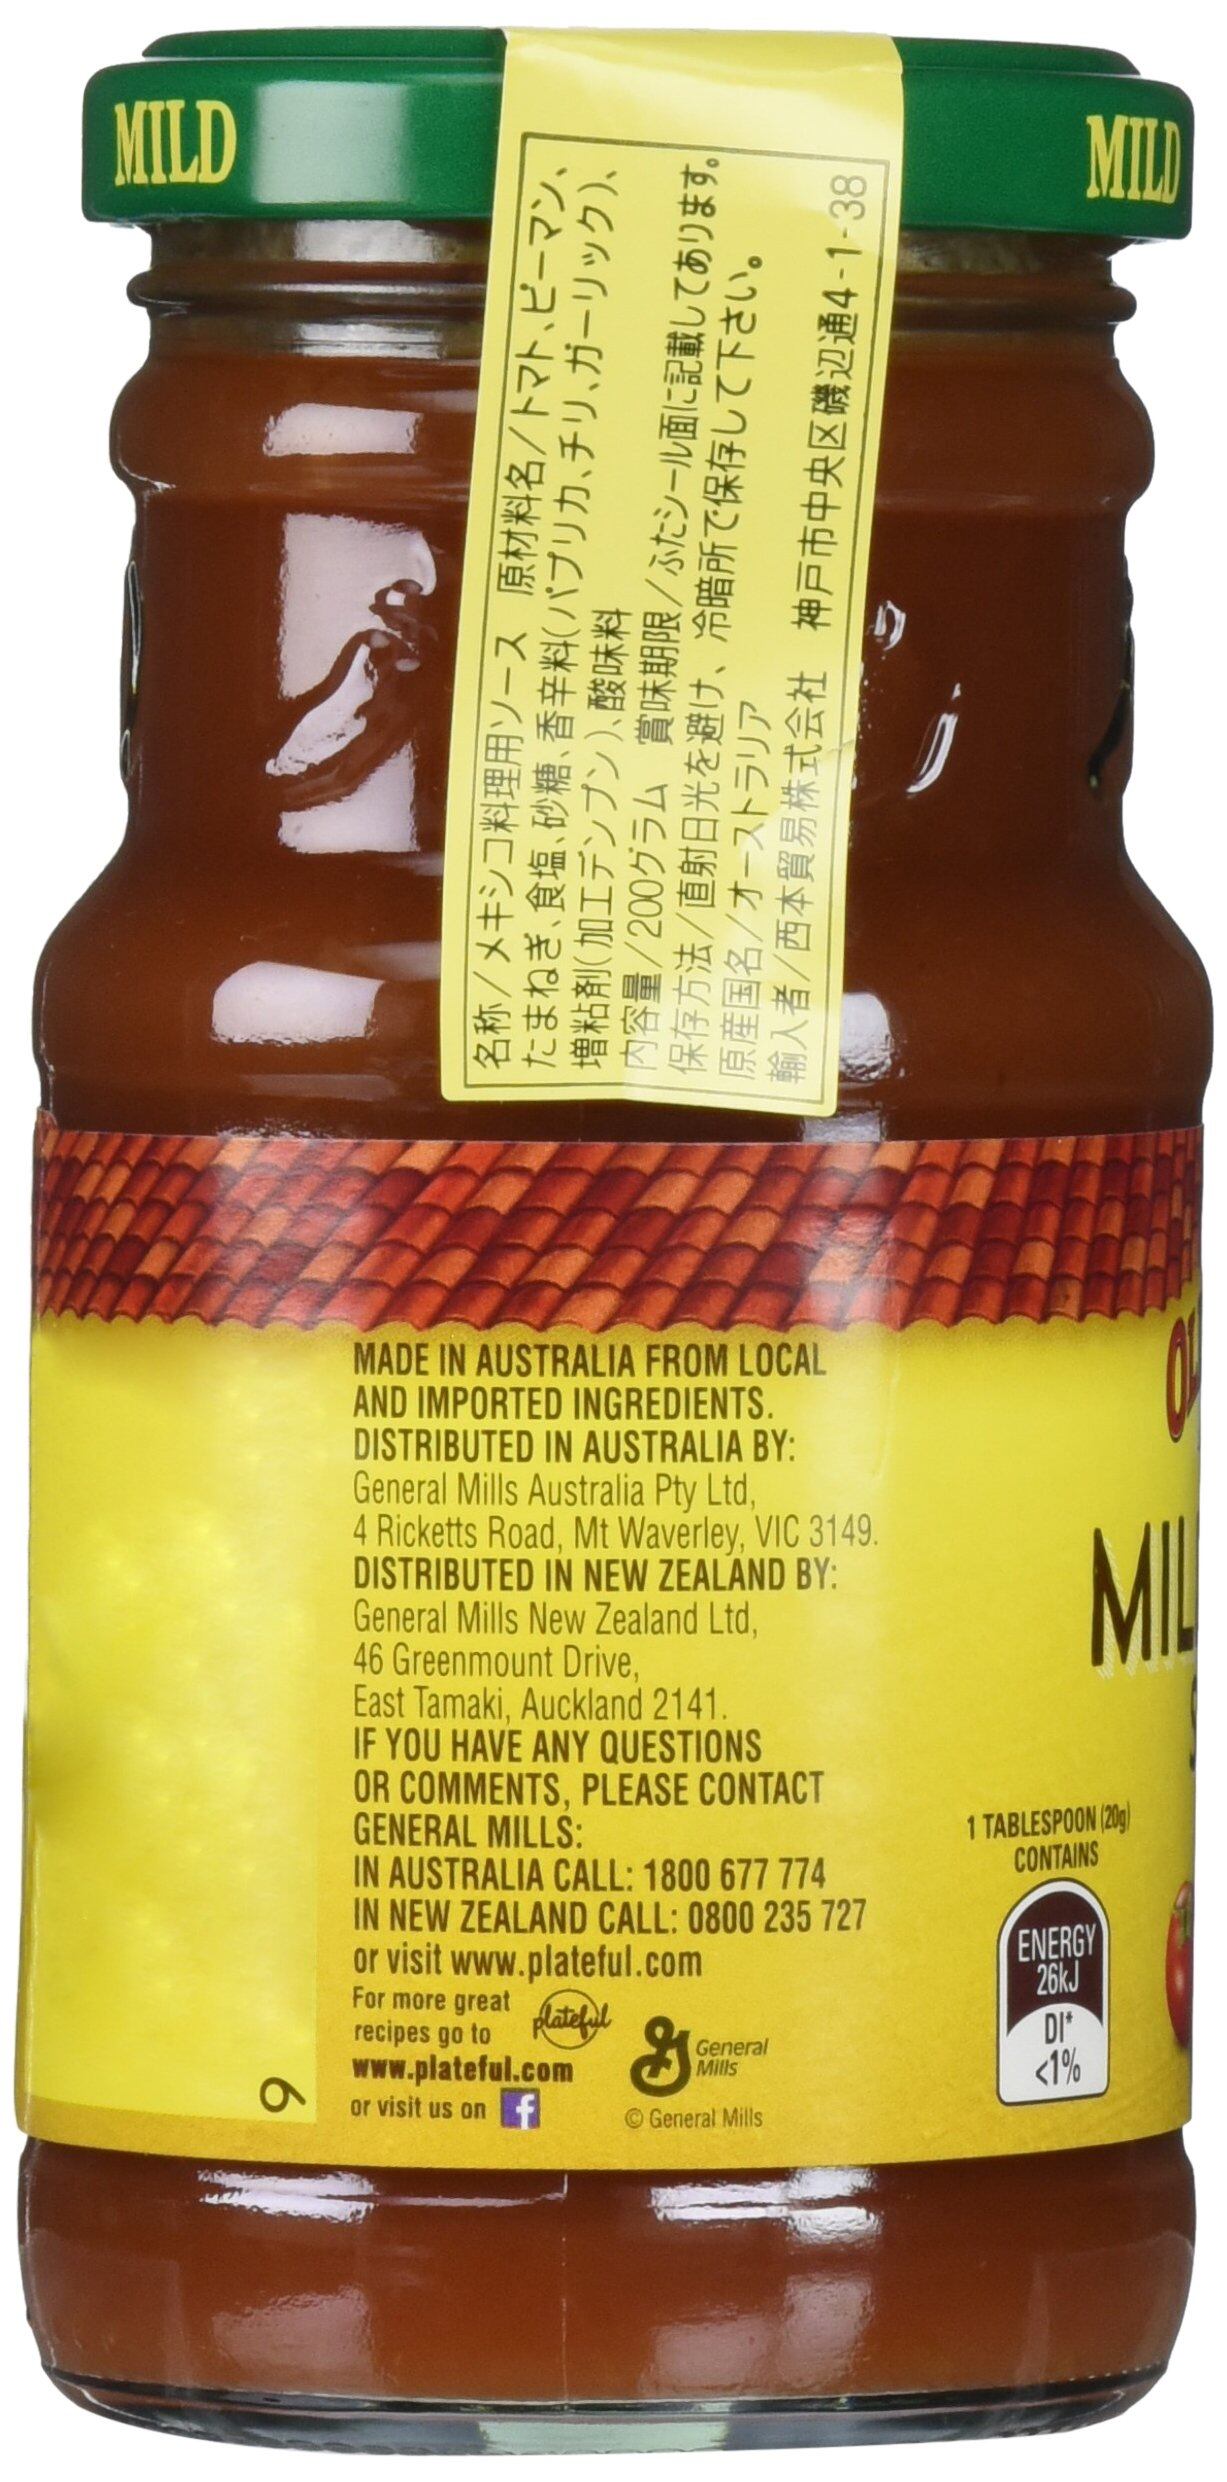 MILD
MILD
名称/メキシコ料理用ソース 原材料名/トマト、ピーマン、
たまねぎ、食塩、砂糖、香辛料(パプリカ、チリ、ガーリック)、
増粘剤(加工デンプン)、酸味料
内容量/200グラム 賞味期限/ふたシール面に記載してあります。
保存方法/直射日光を避け、冷暗所で保存して下さい。
原産国名/オーストラリア
輸入者/西本貿易株式会社 神戸市中央区磯辺通4-1-38
MADE IN AUSTRALIA FROM LOCAL
AND IMPORTED INGREDIENTS.
DISTRIBUTED IN AUSTRALIA BY:
General Mills Australia Pty Ltd,
4 Ricketts Road, Mt Waverley, VIC 3149.
DISTRIBUTED IN NEW ZEALAND BY:
General Mills New Zealand Ltd,
46 Greenmount Drive,
East Tamaki, Auckland 2141.
IF YOU HAVE ANY QUESTIONS
OR COMMENTS, PLEASE CONTACT
GENERAL MILLS:
IN AUSTRALIA CALL: 1800 677 774
IN NEW ZEALAND CALL: 0800 235 727
or visit www.plateful.com
For more great
recipes go to
www.plateful.com
or visit us on f
plateful
General
Mills
© General Mills
9
OL
MIL
1 TABLESPOON (20g)
CONTAINS
ENERGY
26kJ
DI*
<1%